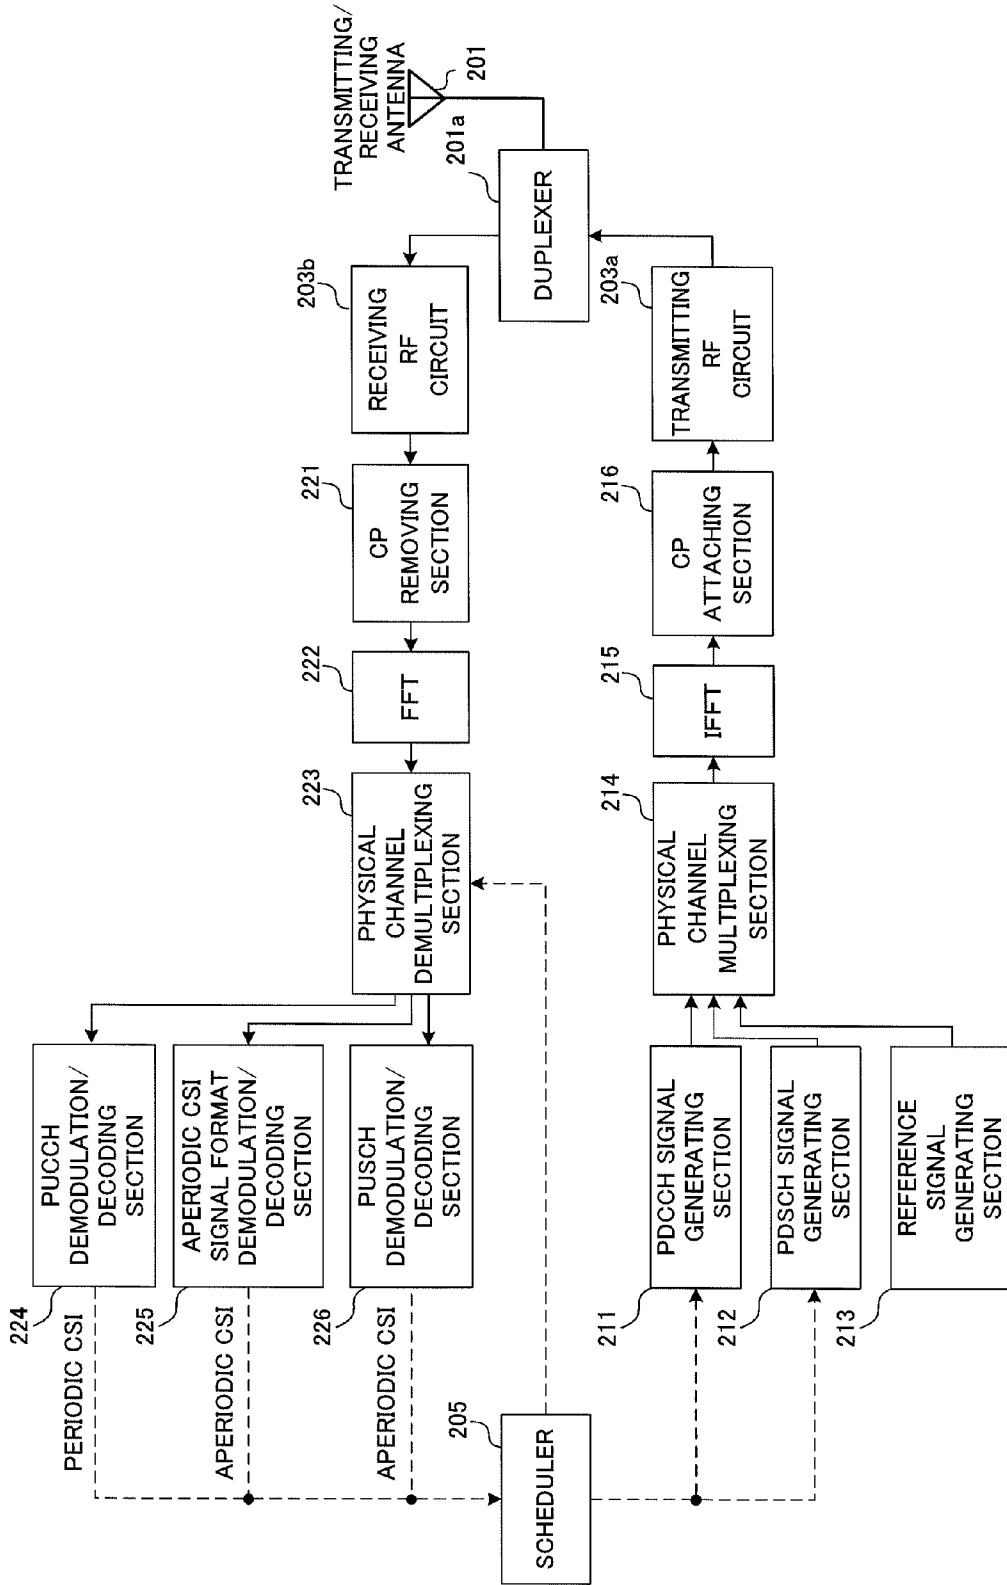 TRANSMITTING/
RECEIVING
ANTENNA
201
201a
DUPLEXER
203b
RECEIVING
RF
CIRCUIT
221
CP
REMOVING
SECTION
222
FFT
223
PHYSICAL
CHANNEL
DEMULTIPLEXING
SECTION
PUCCH
DEMODULATION/
DECODING
SECTION
224
PERIODIC CSI
APERIODIC CSI
SIGNAL FORMAT
DEMODULATION/
DECODING
SECTION
225
APERIODIC CSI
PUSCH
DEMODULATION/
DECODING
SECTION
226
APERIODIC CSI
205
SCHEDULER
203a
TRANSMITTING
RF
CIRCUIT
216
CP
ATTACHING
SECTION
215
IFFT
214
PHYSICAL
CHANNEL
MULTIPLEXING
SECTION
PDCCH SIGNAL
GENERATING
SECTION
211
PDSCH SIGNAL
GENERATING
SECTION
212
REFERENCE
SIGNAL
GENERATING
SECTION
213